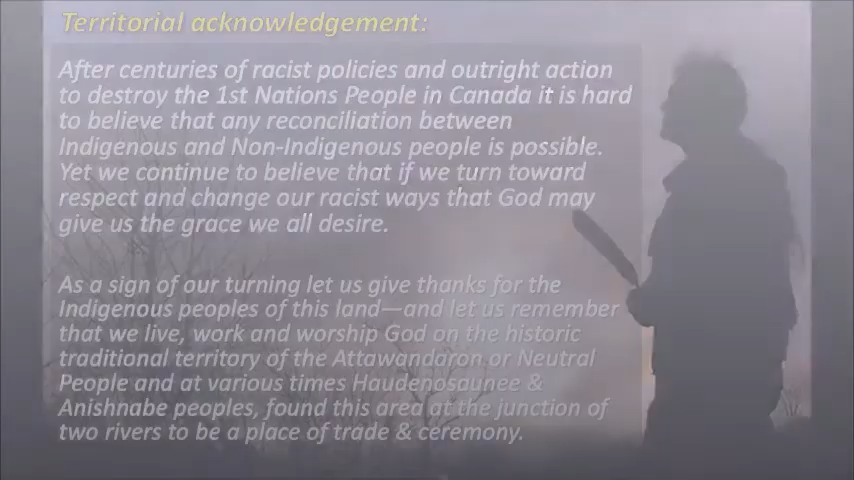 Territorial acknowledgement:
After centuries of racist policies and outright action
to destroy the 1st Nations People in Canada it is hard
to believe that any reconciliation between
Indigenous and Non-Indigenous people is possible.
Yet we continue to believe that if we turn toward
respect and change our racist ways that God may
give us the grace we all desire.
As a sign of our turning let us give thanks for the
Indigenous peoples of this land—and let us remember
that we live, work and worship God on the historic
traditional territory of the Attawandaron or Neutral
People and at various times Haudenosaunee &
Anishnabe peoples, found this area at the junction of
two rivers to be a place of trade & ceremony.